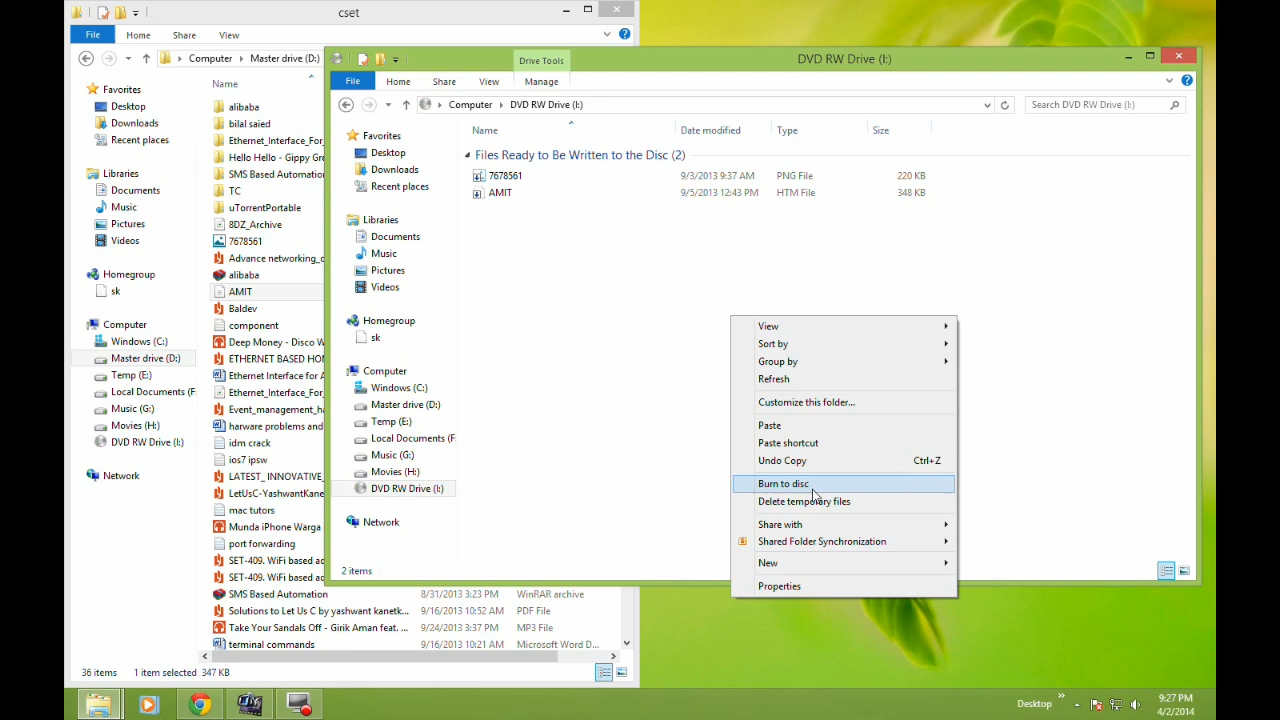 cset
File Home Share View
Computer Master drive (D:)
Favorites
Desktop
Downloads
Recent places
Libraries
Documents
Music
Pictures
Videos
Homegroup
sk
Computer
Windows (C:)
Master drive (D:)
Temp (E:)
Local Documents (F
Music (G:)
Movies (H:)
DVD RW Drive (I:)
Network
Name
alibaba
bilal saied
Ethernet_Interface_For_
Hello Hello - Gippy Gre
SMS Based Automation
TC
uTorrentPortable
8DZ_Archive
7678561
Advance networking_c
alibaba
AMIT
Baldev
component
Deep Money - Disco W
ETHERNET BASED HON
Ethernet Interface for A
Ethernet_Interface_For_
Event_management_ha
harware problems and
idm crack
ios7 ipsw
LATEST_ INNOVATIVE_
LetUsC-YashwantKane
mac tutors
Munda iPhone Warga
port forwarding
SET-409. WiFi based ad
SET-409. WiFi based ad
SMS Based Automation 8/31/2013 3:23 PM WinRAR archive
Solutions to Let Us C by yashwant kanetk... 9/16/2013 10:52 AM PDF File
Take Your Sandals Off - Girik Aman feat. ... 9/24/2013 3:37 PM MP3 File
terminal commands 9/16/2013 10:21 AM Microsoft Word D...
36 items 1 item selected 347 KB
Drive Tools
DVD RW Drive (I:)
File Home Share View Manage
Computer DVD RW Drive (I:) Search DVD RW Drive (I:)
Favorites
Desktop
Downloads
Recent places
Libraries
Documents
Music
Pictures
Videos
Homegroup
sk
Computer
Windows (C:)
Master drive (D:)
Temp (E:)
Local Documents (F
Music (G:)
Movies (H:)
DVD RW Drive (I:)
Network
Name Date modified Type Size
Files Ready to Be Written to the Disc (2)
7678561 9/3/2013 9:37 AM PNG File 220 KB
AMIT 9/5/2013 12:43 PM HTM File 348 KB
2 items
View
Sort by
Group by
Refresh
Customize this folder...
Paste
Paste shortcut
Undo Copy Ctrl+Z
Burn to disc
Delete temporary files
Share with
Shared Folder Synchronization
New
Properties
Desktop
9:27 PM
4/2/2014